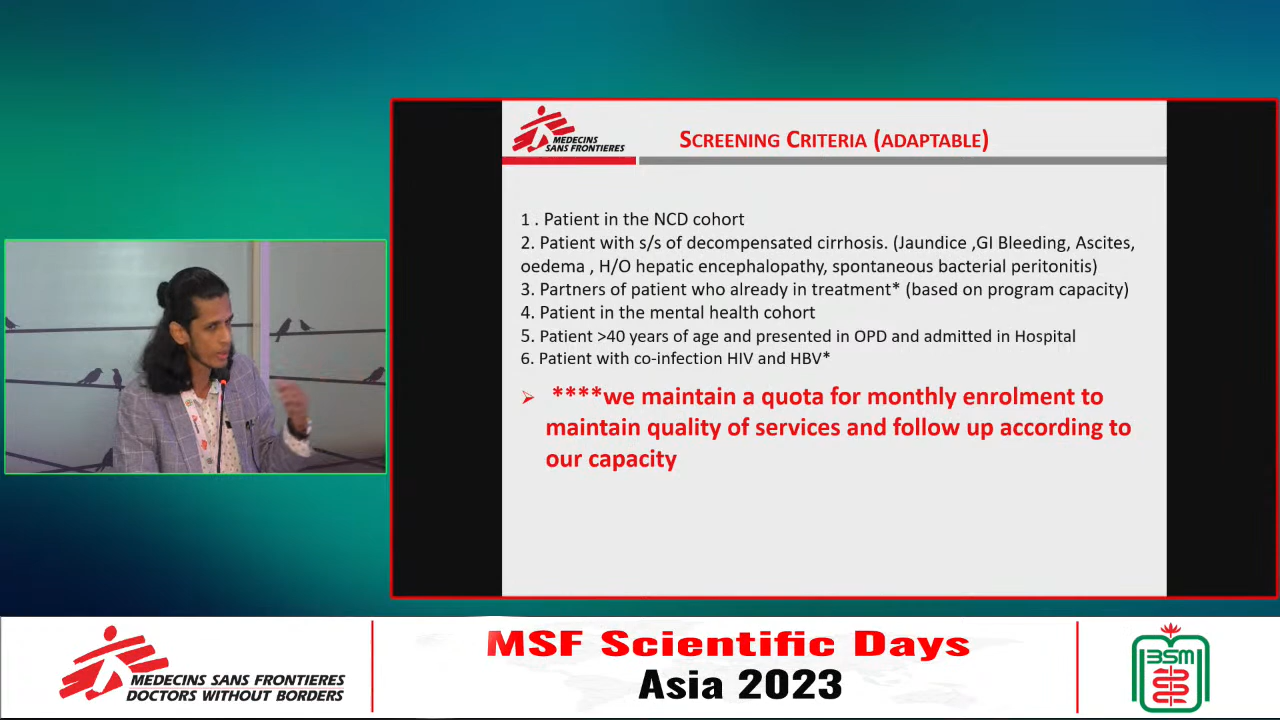 MEDECINS
SANS FRONTIERES
SCREENING CRITERIA (ADAPTABLE)
1 . Patient in the NCD cohort
2. Patient with s/s of decompensated cirrhosis. (Jaundice ,GI Bleeding, Ascites,
oedema , H/O hepatic encephalopathy, spontaneous bacterial peritonitis)
3. Partners of patient who already in treatment* (based on program capacity)
4. Patient in the mental health cohort
5. Patient >40 years of age and presented in OPD and admitted in Hospital
6. Patient with co-infection HIV and HBV*
➢ ****we maintain a quota for monthly enrolment to
maintain quality of services and follow up according to
our capacity
MEDECINS SANS FRONTIERES
DOCTORS WITHOUT BORDERS
MSF Scientific Days
Asia 2023
BSM